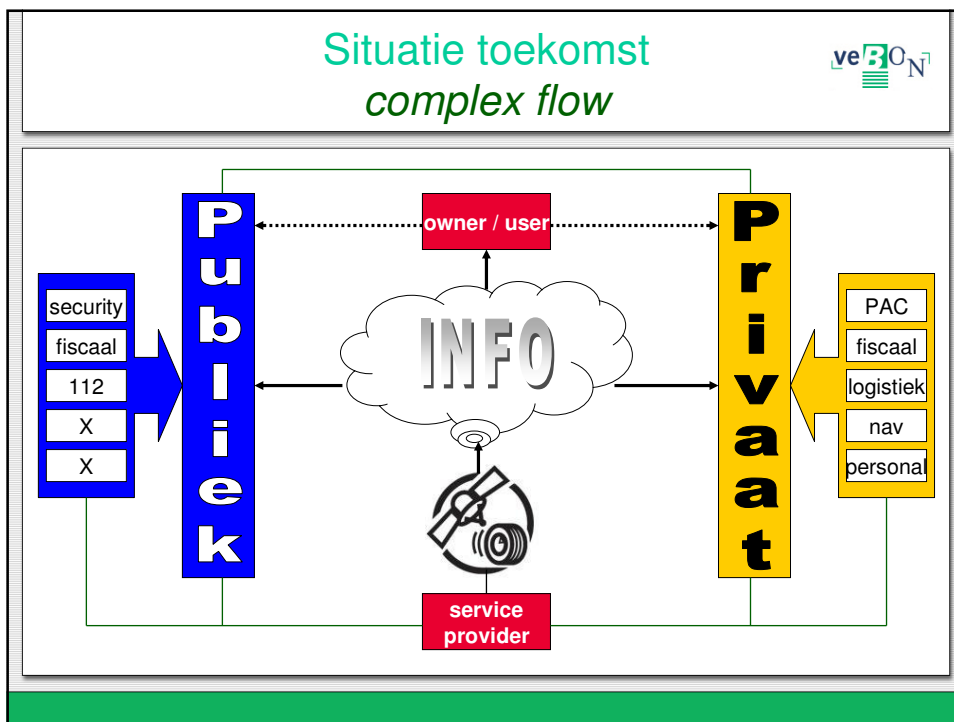 Situatie toekomst
complex flow
veBON
Publiek
owner / user
Privaat
security
fiscaal
112
X
X
INFO
PAC
fiscaal
logistiek
nav
personal
service
provider